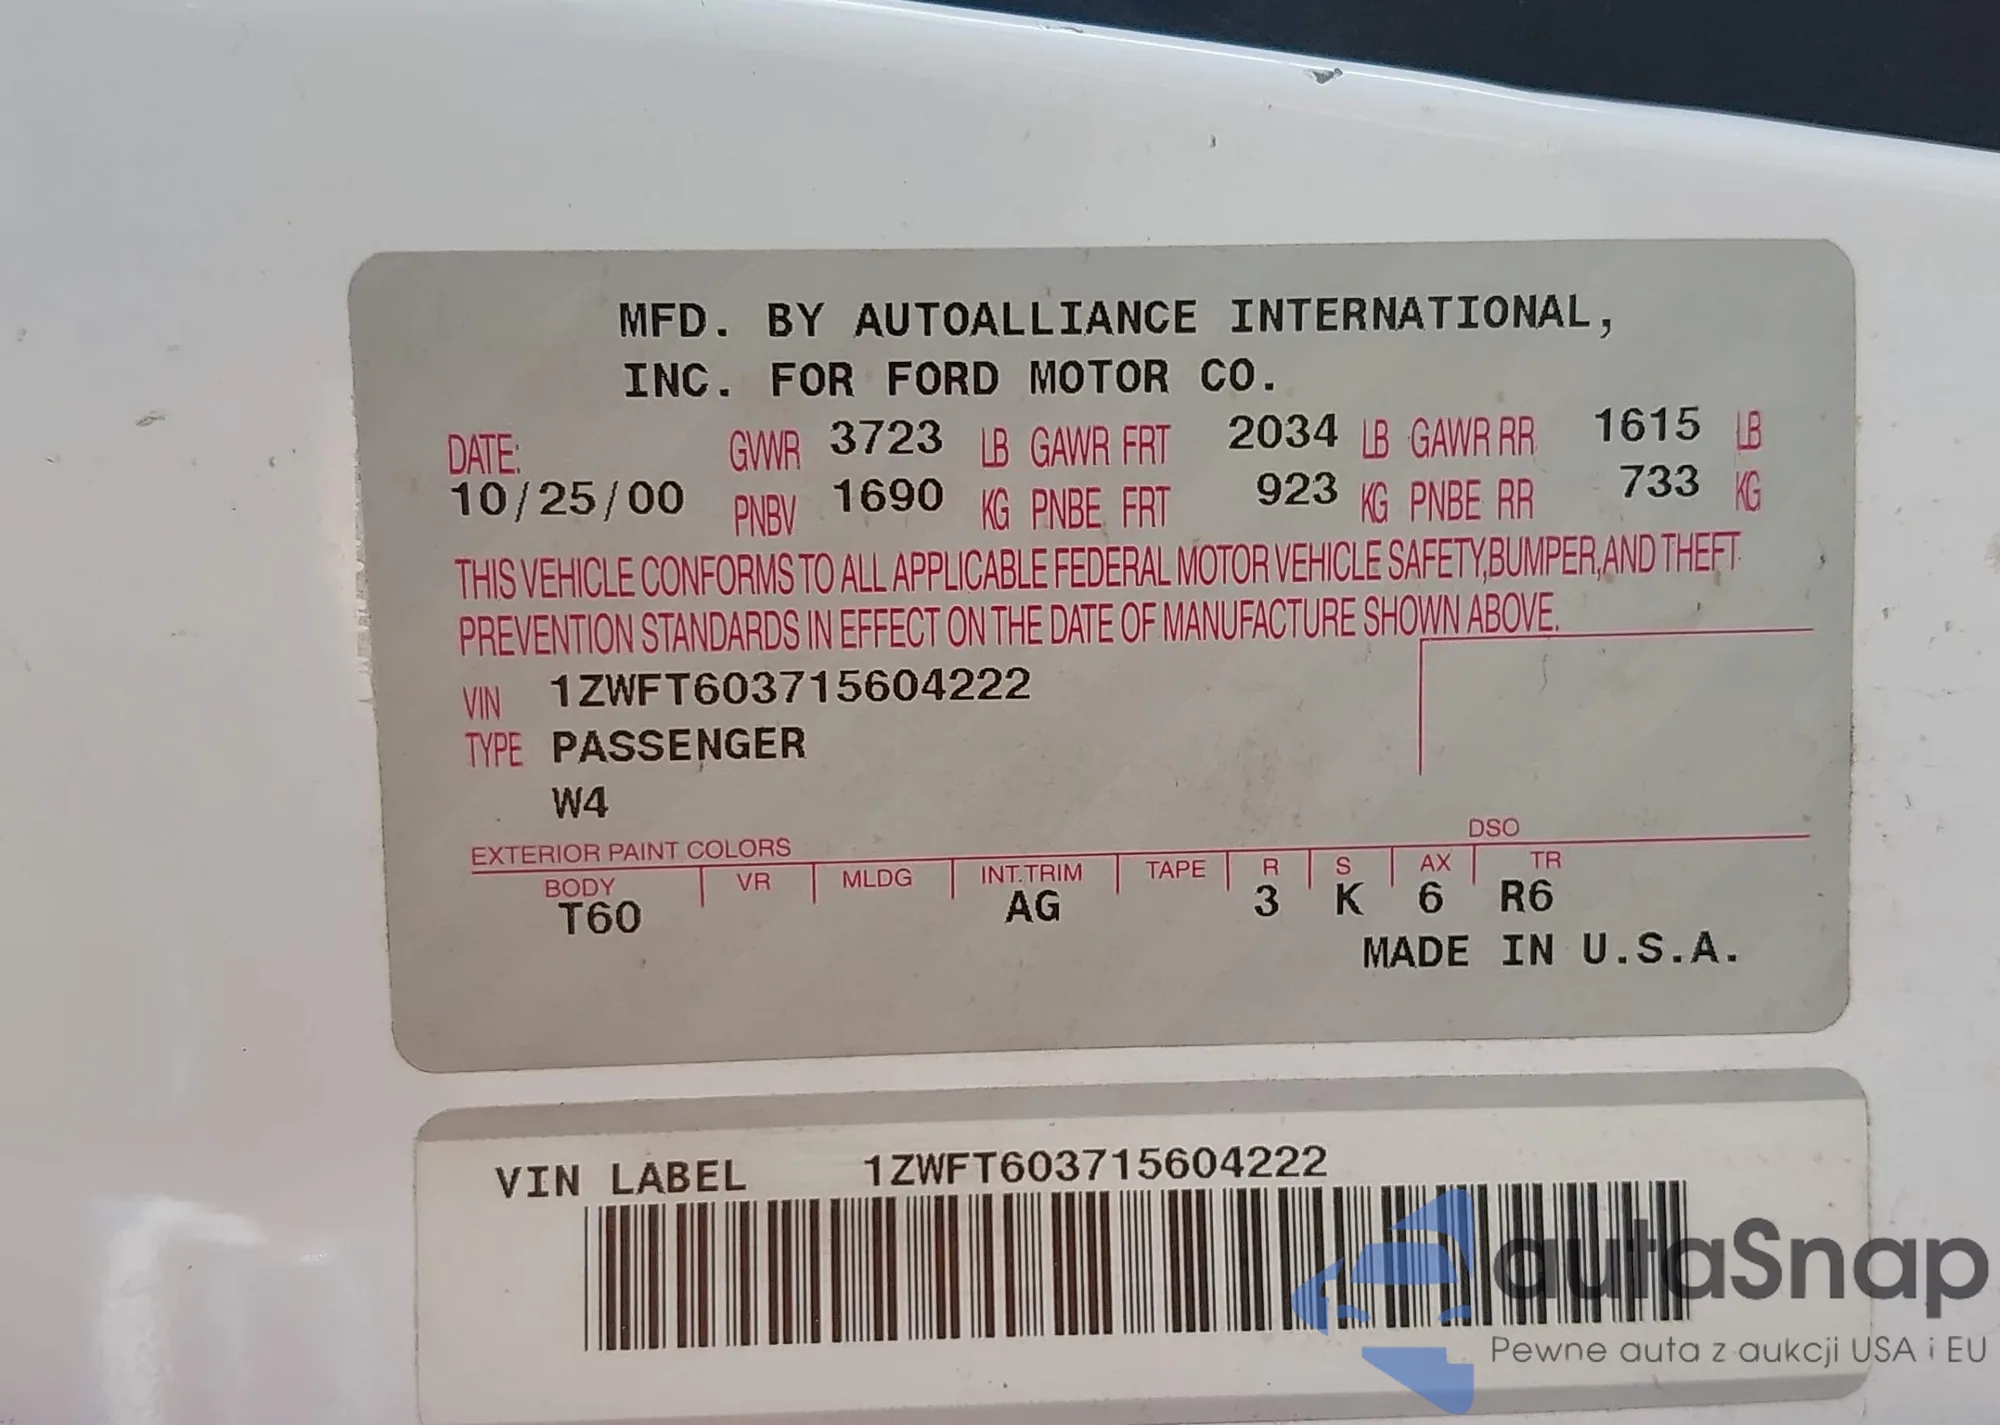 MFD. BY AUTOALLIANCE INTERNATIONAL,
INC. FOR FORD MOTOR CO.
DATE: GVWR 3723 LB GAWR FRT 2034 LB GAWR RR 1615 LB
10/25/00 PNBV 1690 KG PNBE FRT 923 KG PNBE RR 733 KG
THIS VEHICLE CONFORMS TO ALL APPLICABLE FEDERAL MOTOR VEHICLE SAFETY,BUMPER,AND THEFT
PREVENTION STANDARDS IN EFFECT ON THE DATE OF MANUFACTURE SHOWN ABOVE.
VIN 1ZWFT603715604222
TYPE PASSENGER
W4
EXTERIOR PAINT COLORS DSO
BODY VR MLDG INT.TRIM TAPE R S AX TR
T60 AG 3 K 6 R6
MADE IN U.S.A.
VIN LABEL 1ZWFT603715604222
autaSnap
Pewne auta z aukcji USA i EU